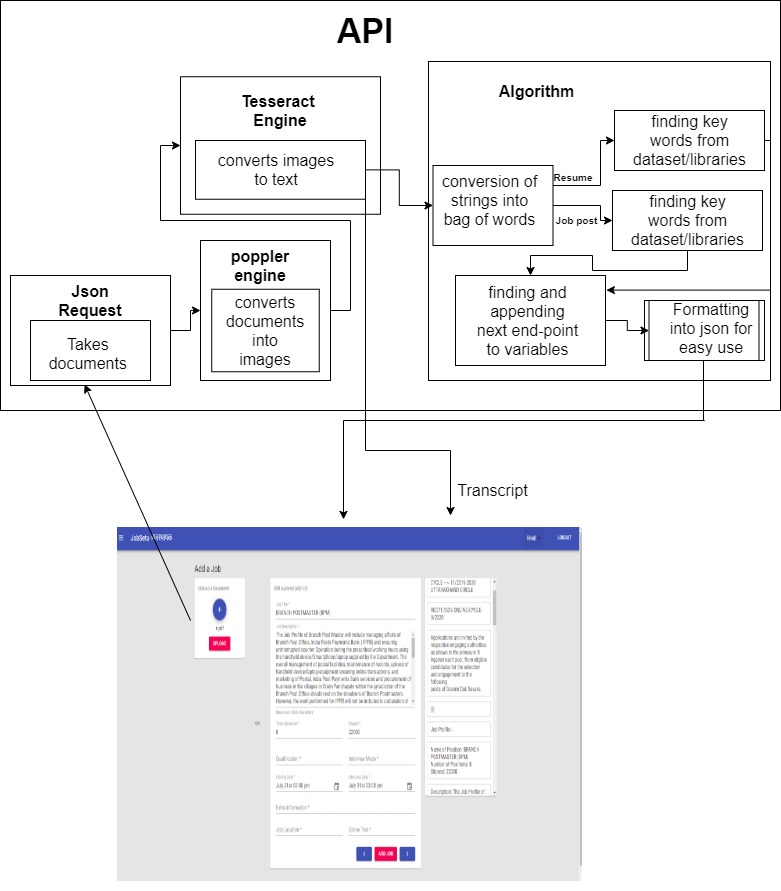 API
Tesseract
Engine
converts images
to text
Algorithm
finding key
words from
dataset/libraries
conversion of
strings into
bag of words
Resume
Job post
finding key
words from
dataset/libraries
poppler
engine
converts
documents
into
images
Json
Request
Takes
documents
finding and
appending
next end-point
to variables
Formatting
into json for
easy use
Transcript
JobSetu
Hindi
LOGOUT
Add a Job
Upload a Document
+
UPLOAD
OR
Job Title*
BRANCH POSTMASTER (BPM)
Job Description*
The Job Profile of Branch Post Master will include managing affairs of
Branch Post Office, India Posts Payments Bank ( IPPB) and ensuring
uninterrupted counter Operation during the prescribed working hours using
the handheld device/Smartphone/laptop supplied by the Department. The
overall management of postal facilities, maintenance of records, upkeep of
handheld device/laptop/equipment ensuring online transactions, and
marketing of Postal, India Post Payments Bank services and procurement of
business in the villages or Gram Panchayats within the jurisdiction of the
Branch Post Office should rest on the shoulders of Branch Postmasters.
However, the work performed for IPPB will not be included in calculation of
Total Vacancies *
8
Stipend *
22000
Qualification *
Interview Mode *
Closing Date *
July 31st 03:00 pm
Interview Date *
July 31st 03:00 pm
Extra Information *
Job Location *
Online Test *
<
ADD JOB
>
CYCLE –- 11/2019-2020
UTTARAKHAND CIRCLE
Applications are invited by the
respective engaging authorities
as shown in the annexure 'B
'against each post, from eligible
candidates for the selection
and engagement to the
following
posts of Gramin Dak Sevaks.
Job Profile:
Name of Position: BRANCH
POSTMASTER (BPM)
Number of Positions: 8
Stipend: 22000
Description: The Job Profile of